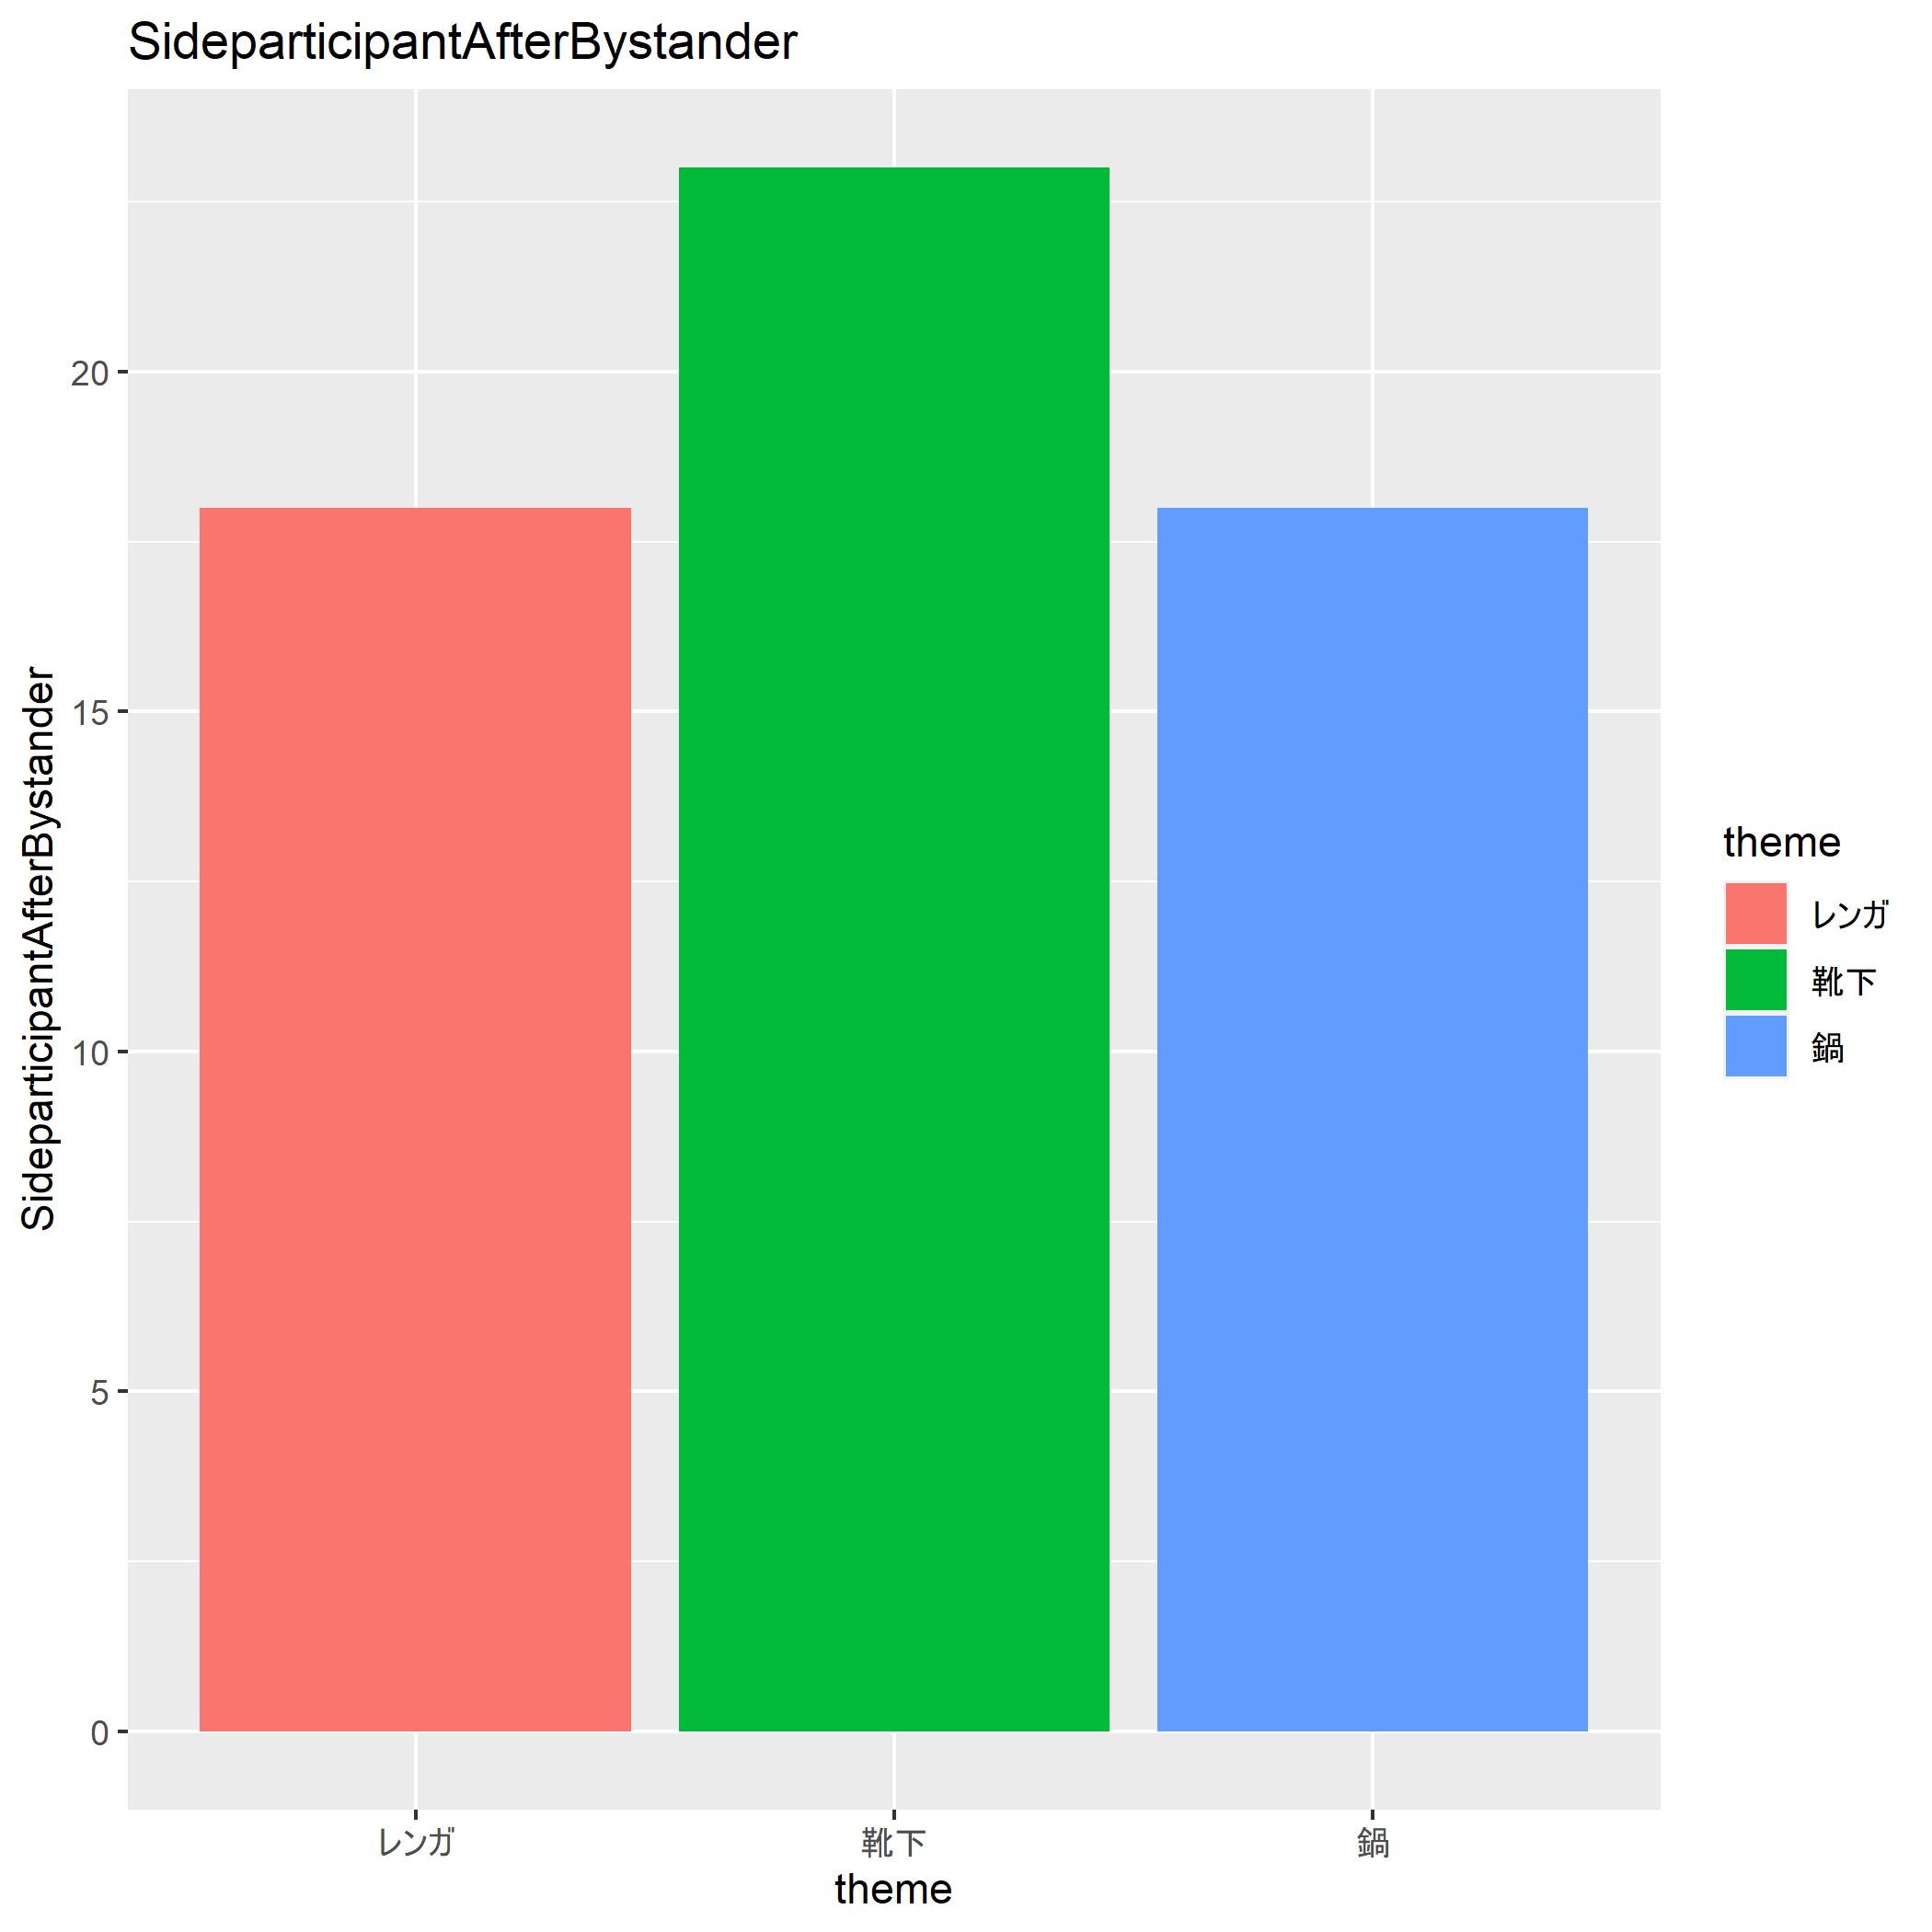 SideparticipantAfterBystander
SideparticipantAfterBystander
20
15
10
5
0
レンガ
靴下
鍋
theme
theme
レンガ
靴下
鍋